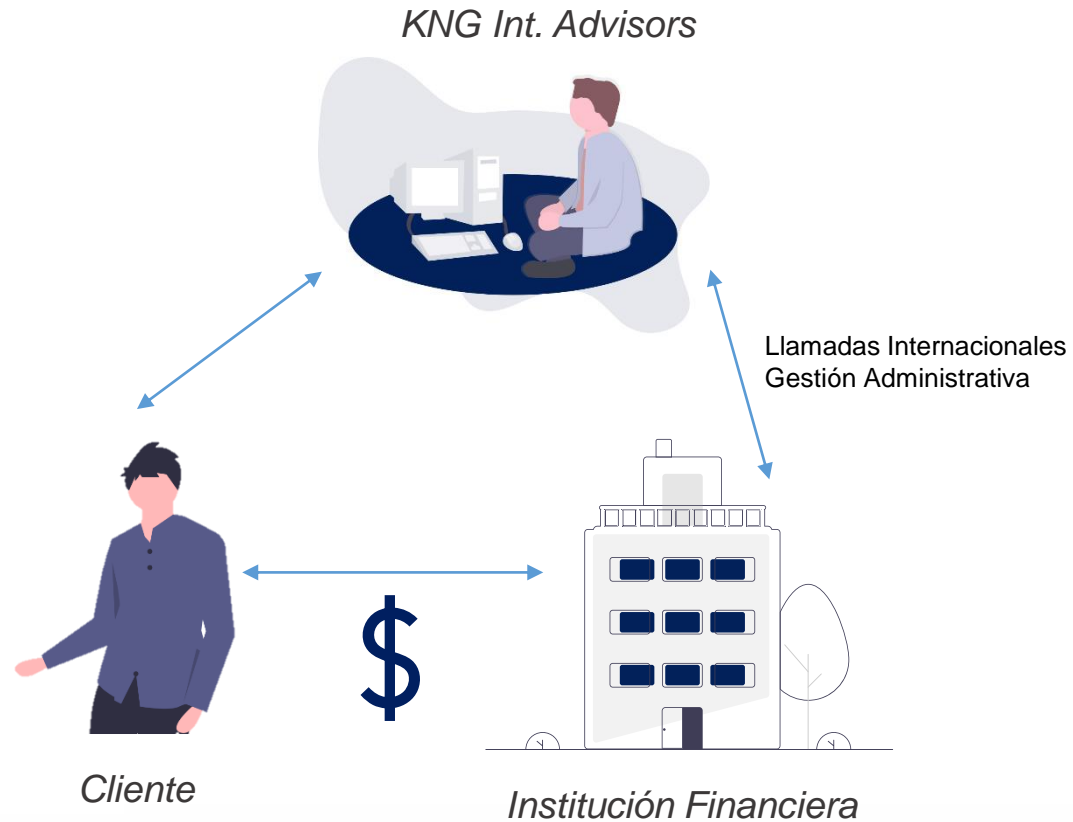 KNG Int. Advisors
Llamadas Internacionales
Gestión Administrativa
$
Cliente
Institución Financiera